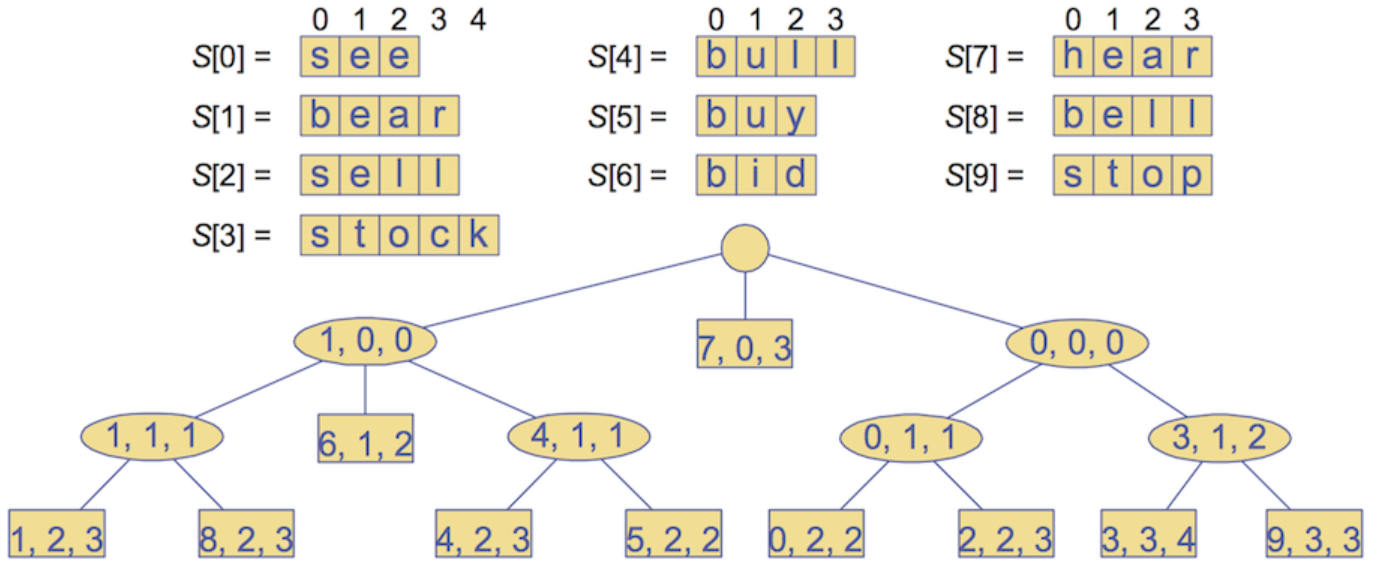 0 1 2 3 4 0 1 2 3 0 1 2 3
S[0] = s e e S[4] = b u l l S[7] = h e a r
S[1] = b e a r S[5] = b u y S[8] = b e l l
S[2] = s e l l S[6] = b i d S[9] = s t o p
S[3] = s t o c k
1, 0, 0 7, 0, 3 0, 0, 0
1, 1, 1 6, 1, 2 4, 1, 1 0, 1, 1 3, 1, 2
1, 2, 3 8, 2, 3 4, 2, 3 5, 2, 2 0, 2, 2 2, 2, 3 3, 3, 4 9, 3, 3